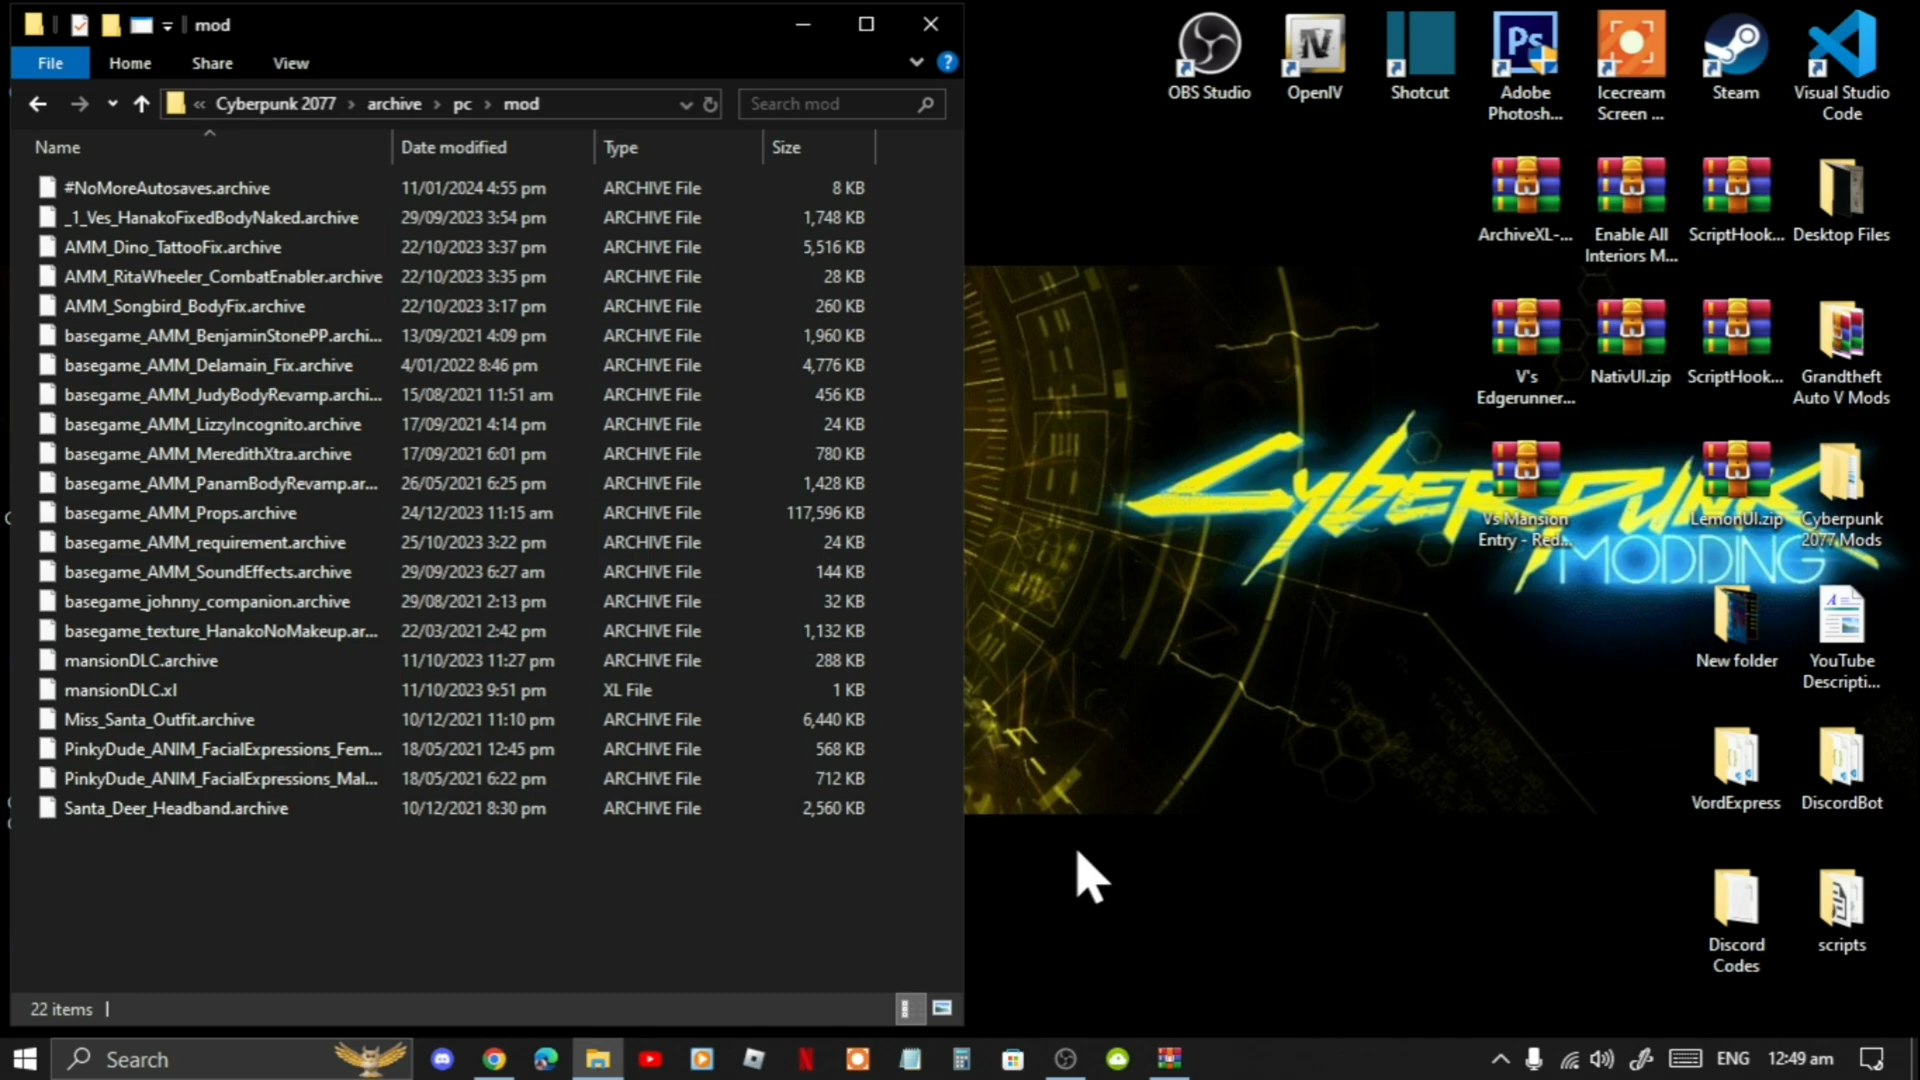 mod
File Home Share View
« Cyberpunk 2077 > archive > pc > mod
Search mod
Name Date modified Type Size
#NoMoreAutosaves.archive 11/01/2024 4:55 pm ARCHIVE File 8 KB
_1_Ves_HanakoFixedBodyNaked.archive 29/09/2023 3:54 pm ARCHIVE File 1,748 KB
AMM_Dino_TattooFix.archive 22/10/2023 3:37 pm ARCHIVE File 5,516 KB
AMM_RitaWheeler_CombatEnabler.archive 22/10/2023 3:35 pm ARCHIVE File 28 KB
AMM_Songbird_BodyFix.archive 22/10/2023 3:17 pm ARCHIVE File 260 KB
basegame_AMM_BenjaminStonePP.archi... 13/09/2021 4:09 pm ARCHIVE File 1,960 KB
basegame_AMM_Delamain_Fix.archive 4/01/2022 8:46 pm ARCHIVE File 4,776 KB
basegame_AMM_JudyBodyRevamp.archi... 15/08/2021 11:51 am ARCHIVE File 456 KB
basegame_AMM_LizzyIncognito.archive 17/09/2021 4:14 pm ARCHIVE File 24 KB
basegame_AMM_MeredithXtra.archive 17/09/2021 6:01 pm ARCHIVE File 780 KB
basegame_AMM_PanamBodyRevamp.ar... 26/05/2021 6:25 pm ARCHIVE File 1,428 KB
basegame_AMM_Props.archive 24/12/2023 11:15 am ARCHIVE File 117,596 KB
basegame_AMM_requirement.archive 25/10/2023 3:22 pm ARCHIVE File 24 KB
basegame_AMM_SoundEffects.archive 29/09/2023 6:27 am ARCHIVE File 144 KB
basegame_johnny_companion.archive 29/08/2021 2:13 pm ARCHIVE File 32 KB
basegame_texture_HanakoNoMakeup.ar... 22/03/2021 2:42 pm ARCHIVE File 1,132 KB
mansionDLC.archive 11/10/2023 11:27 pm ARCHIVE File 288 KB
mansionDLC.xl 11/10/2023 9:51 pm XL File 1 KB
Miss_Santa_Outfit.archive 10/12/2021 11:10 pm ARCHIVE File 6,440 KB
PinkyDude_ANIM_FacialExpressions_Fem... 18/05/2021 12:45 pm ARCHIVE File 568 KB
PinkyDude_ANIM_FacialExpressions_Mal... 18/05/2021 6:22 pm ARCHIVE File 712 KB
Santa_Deer_Headband.archive 10/12/2021 8:30 pm ARCHIVE File 2,560 KB
22 items
OBS Studio
OpenIV
Shotcut
Ps
Adobe
Photosh...
Icecream
Screen ...
Steam
Visual Studio
Code
ArchiveXL-...
Enable All
Interiors M...
ScriptHook...
Desktop Files
V's
Edgerunner...
NativUI.zip
ScriptHook...
Grandtheft
Auto V Mods
CYBERPUNK
MODDING
Vs Mansion
Entry - Red...
LemonUI.zip
Cyberpunk
2077 Mods
New folder
YouTube
Descripti...
VordExpress
DiscordBot
Discord
Codes
scripts
Search
ENG 12:49 am